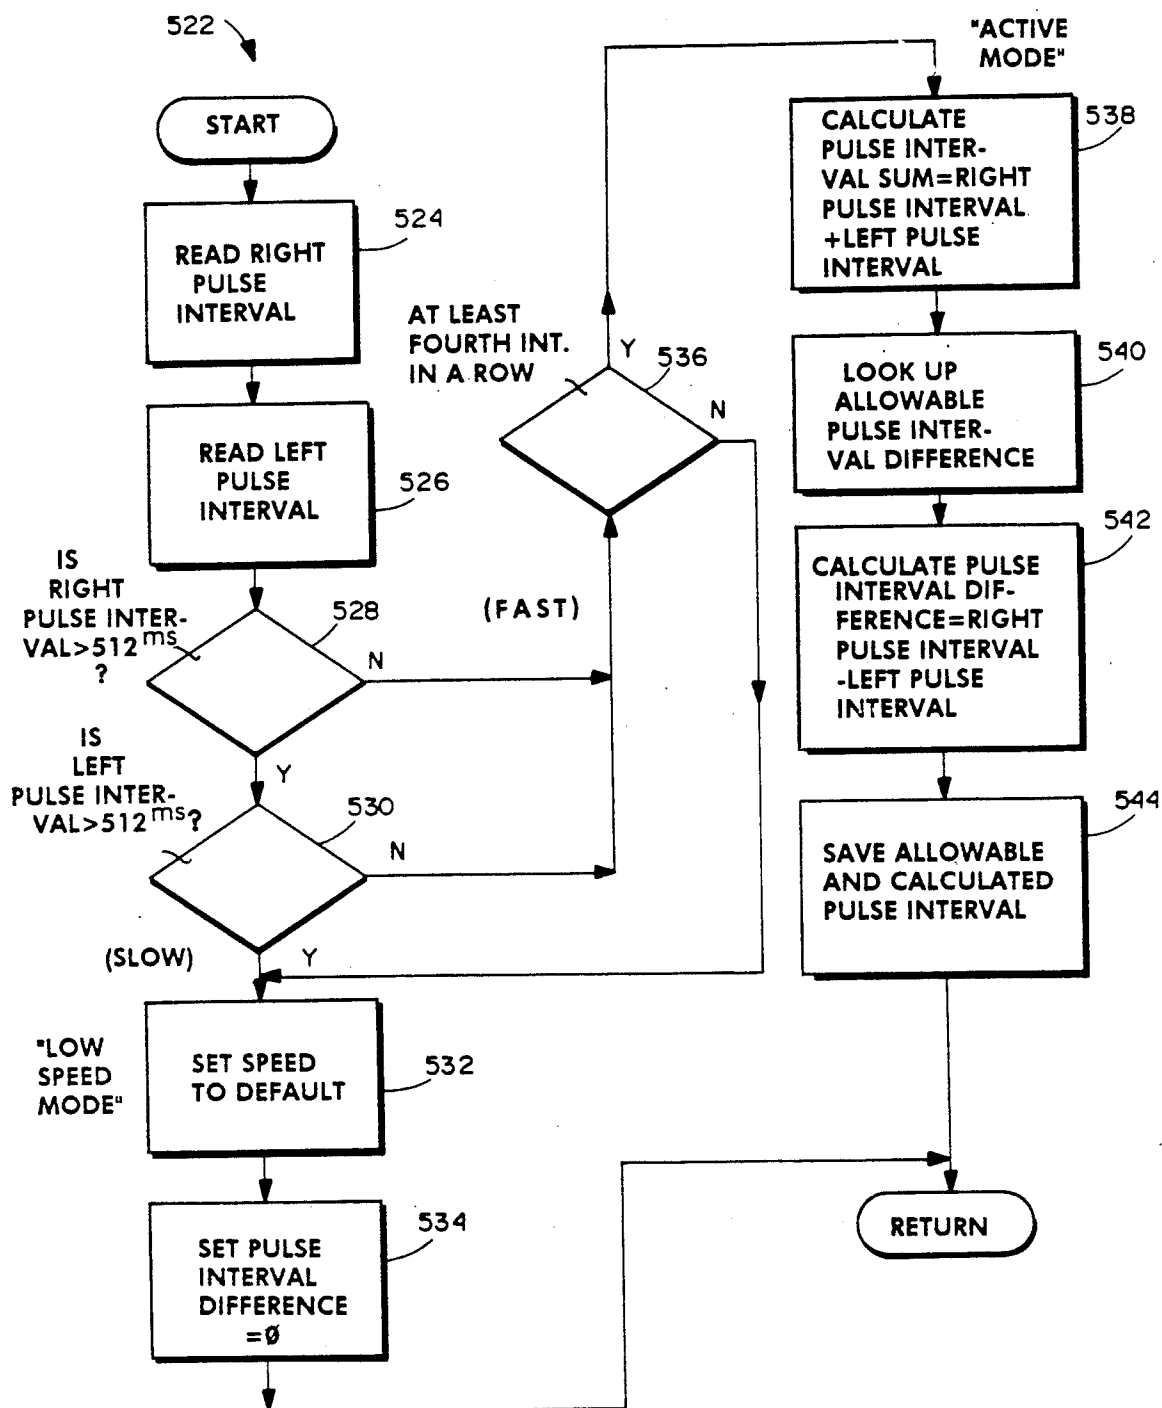 522
START
524
READ RIGHT
PULSE
INTERVAL
READ LEFT
PULSE
INTERVAL
526
IS
RIGHT
PULSE INTER-
VAL>512 ms
?
528
N
Y
IS
LEFT
PULSE INTER-
VAL>512 ms ?
530
N
(SLOW)
Y
"LOW
SPEED
MODE"
SET SPEED
TO DEFAULT
532
SET PULSE
INTERVAL
DIFFERENCE
=Ø
534
(FAST)
AT LEAST
FOURTH INT.
IN A ROW
Y
536
N
"ACTIVE
MODE"
CALCULATE
PULSE INTER-
VAL SUM=RIGHT
PULSE INTERVAL
+LEFT PULSE
INTERVAL
538
LOOK UP
ALLOWABLE
PULSE INTER-
VAL DIFFERENCE
540
CALCULATE PULSE
INTERVAL DIF-
FERENCE=RIGHT
PULSE INTERVAL
-LEFT PULSE
INTERVAL
542
SAVE ALLOWABLE
AND CALCULATED
PULSE INTERVAL
544
RETURN